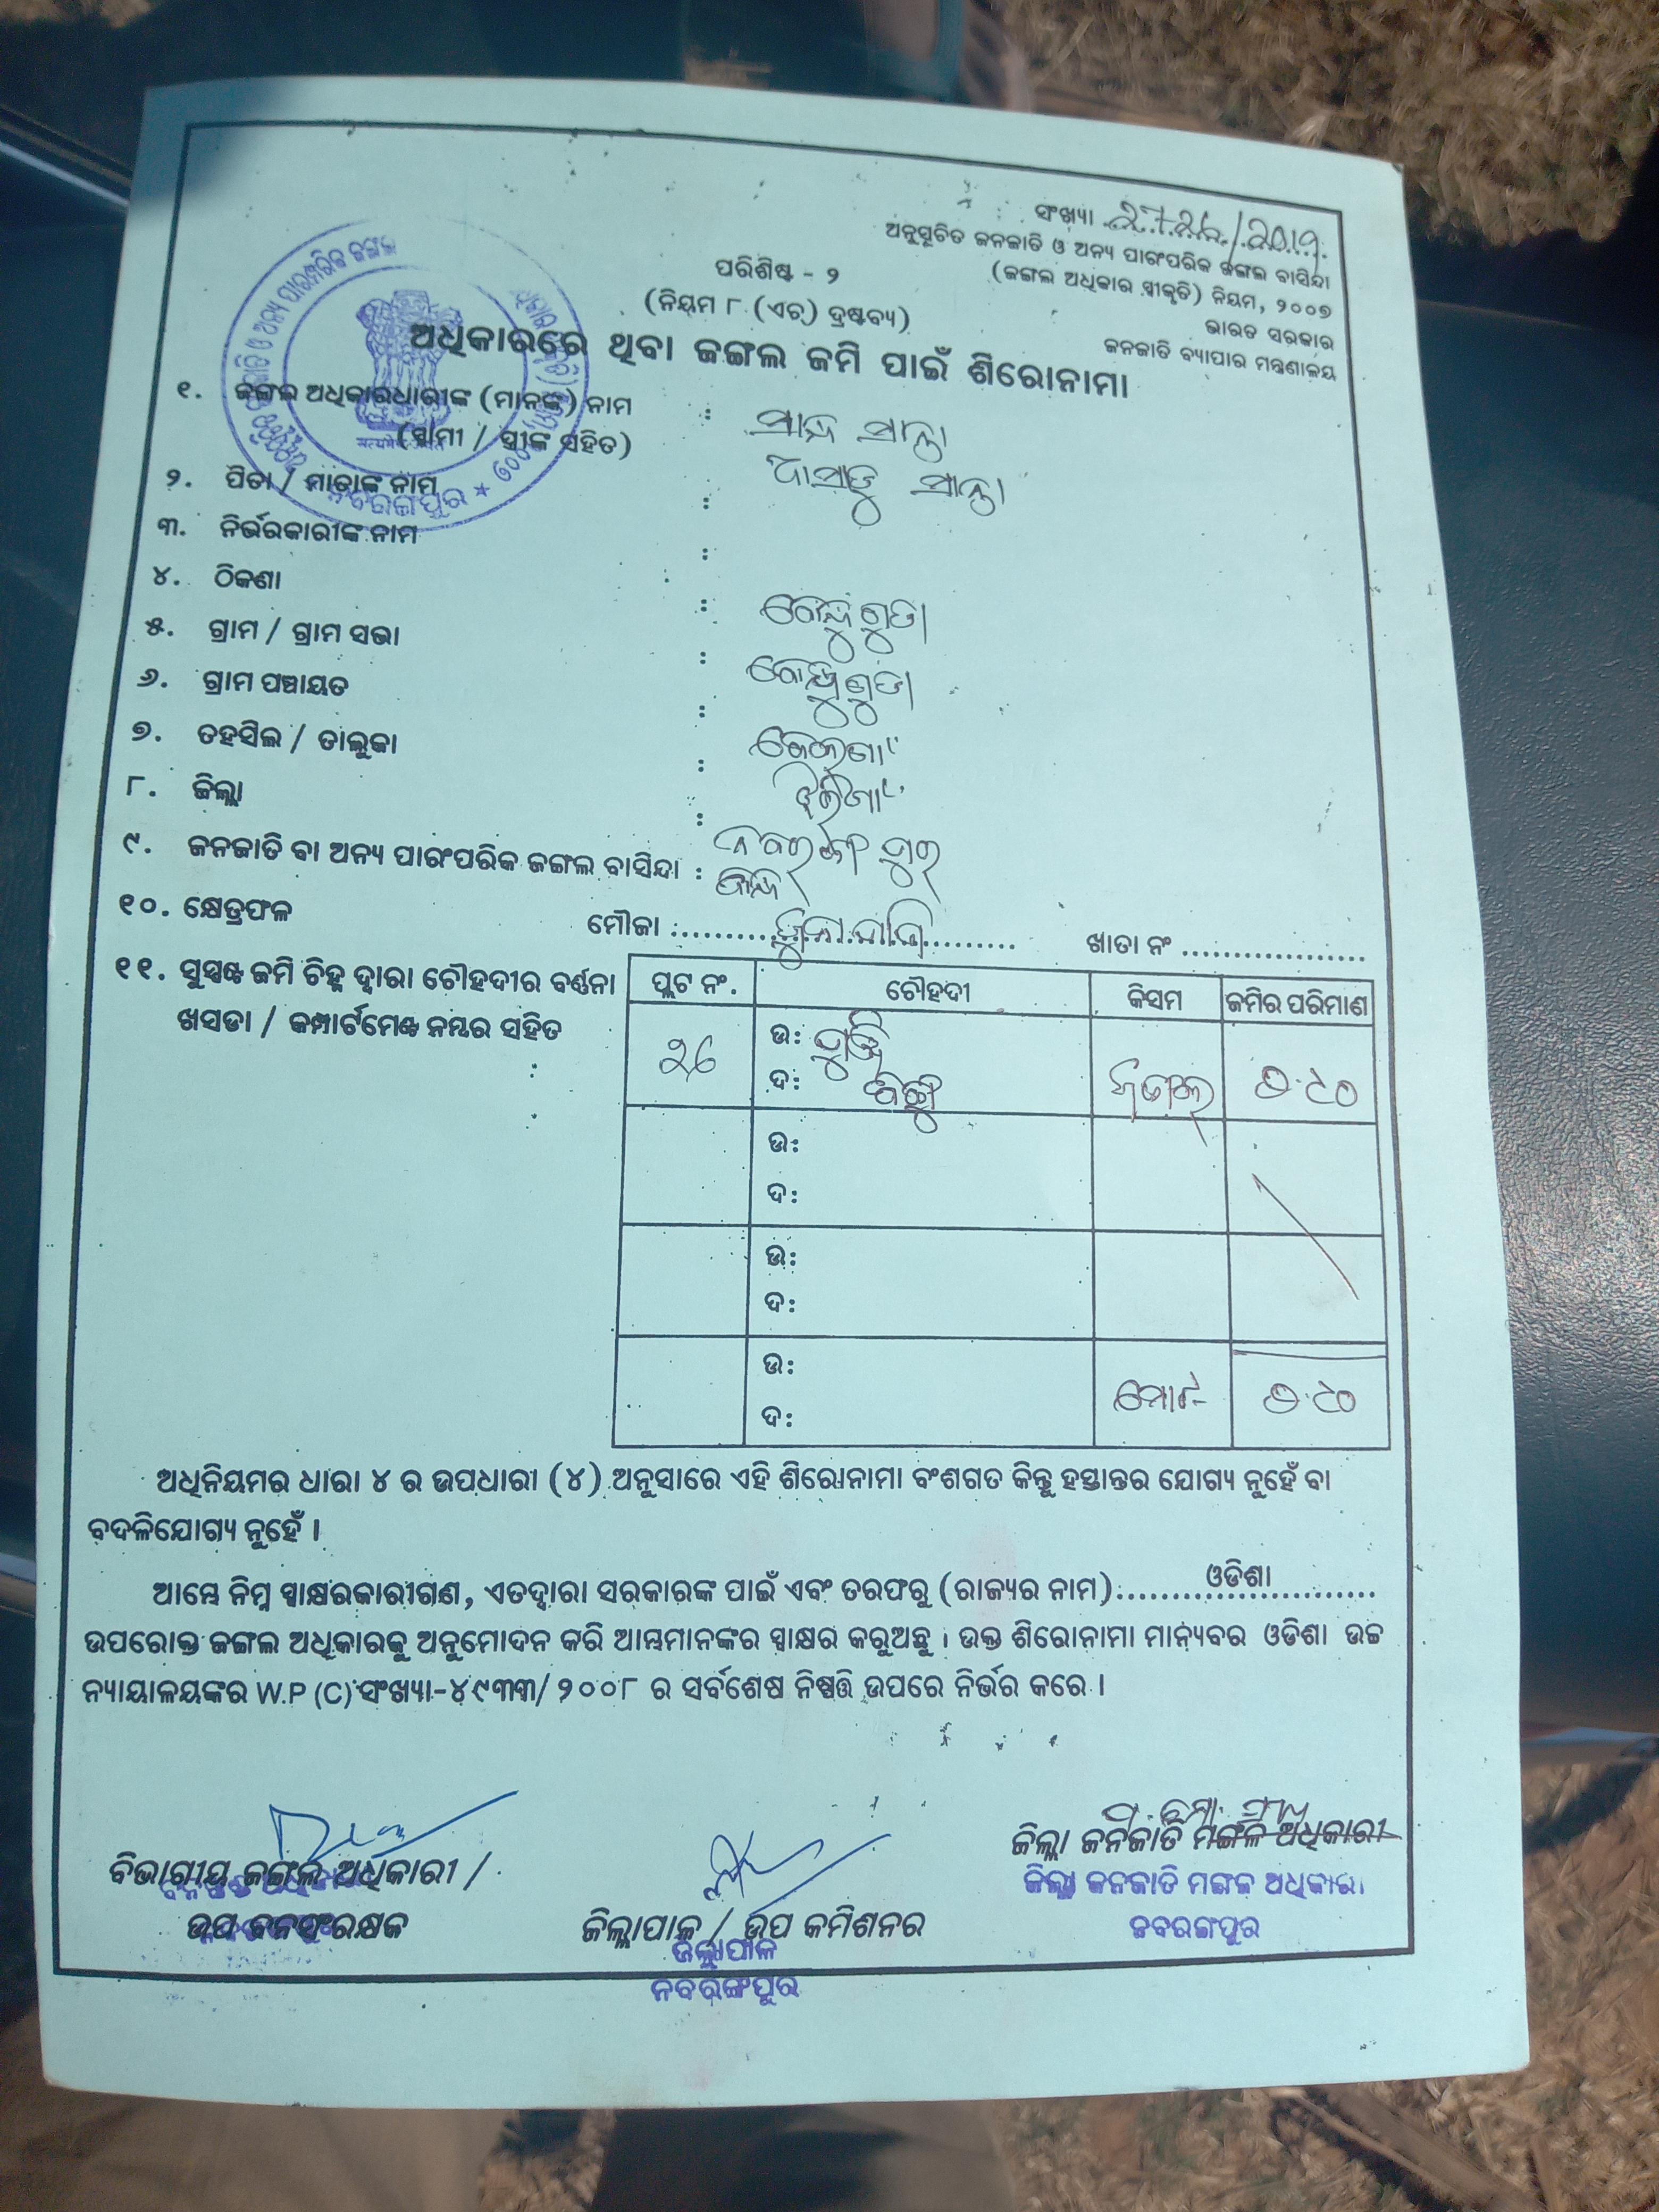 ସଂଖ୍ୟା
ଅନୁସୂଚିତ ଜନଜାତି ଓ ଅନ୍ୟ ପାରଂପରିକ ଜଙ୍ଗଲ ବାସିନ୍ଦା
(ଜଙ୍ଗଲ ଅଧିକାର ସ୍ୱୀକୃତି) ନିୟମ, ୨୦୦୭
ଭାରତ ସରକାର
ଜନଜାତି ବ୍ୟାପାର ମନ୍ତ୍ରଣାଳୟ
ପରିଶିଷ୍ଟ - ୨
(ନିୟମ ୮ (ଏଚ) ଦ୍ରଷ୍ଟବ୍ୟ)
ଅଧିକାରରେ ଥିବା ଜଙ୍ଗଲ ଜମି ପାଇଁ ଶିରୋନାମା
୧. ଜଙ୍ଗଲ ଅଧିକାରଧାରୀଙ୍କ (ମାନଙ୍କ) ନାମ :
(ସ୍ୱାମୀ / ସ୍ତ୍ରୀଙ୍କ ସହିତ)
୨. ପିତା / ମାତାଙ୍କ ନାମ :
୩. ନିର୍ଭରକାରୀଙ୍କ ନାମ :
୪. ଠିକଣା : କେନ୍ଦୁଗୁଡା
୫. ଗ୍ରାମ / ଗ୍ରାମ ସଭା : କେନ୍ଦୁଗୁଡା
୬. ଗ୍ରାମ ପଞ୍ଚାୟତ :
୭. ତହସିଲ / ତାଲୁକା : ଝରିଗାଁ
୮. ଜିଲ୍ଲା : ନବରଙ୍ଗପୁର
୯. ଜନଜାତି ବା ଅନ୍ୟ ପାରଂପରିକ ଜଙ୍ଗଲ ବାସିନ୍ଦା :
୧୦. କ୍ଷେତ୍ରଫଳ ମୌଜା : ଖାତା ନଂ
୧୧. ସୁସ୍ପଷ୍ଟ ଜମି ଚିହ୍ନ ଦ୍ୱାରା ଚୌହଦୀର ବର୍ଣ୍ଣନା
ଖସଡା / କମ୍ପାର୍ଟମେଣ୍ଟ ନମ୍ବର ସହିତ
ପ୍ଲଟ ନଂ. ଚୌହଦୀ କିସମ ଜମିର ପରିମାଣ
ଉ:
ଦ:
ଉ:
ଦ:
ଉ:
ଦ:
ଉ:
ଦ: ମୋଟ
ଅଧିନିୟମର ଧାରା ୪ ର ଉପଧାରା (୪) ଅନୁସାରେ ଏହି ଶିରୋନାମା ବଂଶଗତ କିନ୍ତୁ ହସ୍ତାନ୍ତର ଯୋଗ୍ୟ ନୁହେଁ ବା
ବଦଳିଯୋଗ୍ୟ ନୁହେଁ ।
ଆମ୍ଭେ ନିମ୍ନ ସ୍ୱାକ୍ଷରକାରୀଗଣ, ଏତଦ୍ୱାରା ସରକାରଙ୍କ ପାଇଁ ଏବଂ ତରଫରୁ (ରାଜ୍ୟର ନାମ) : ଓଡିଶା
ଉପରୋକ୍ତ ଜଙ୍ଗଲ ଅଧିକାରକୁ ଅନୁମୋଦନ କରି ଆମ୍ଭମାନଙ୍କର ସ୍ୱାକ୍ଷର କରୁଅଛୁ । ଉକ୍ତ ଶିରୋନାମା ମାନ୍ୟବର ଓଡିଶା ଉଚ୍ଚ
ନ୍ୟାୟାଳୟଙ୍କର W.P (C) ସଂଖ୍ୟା-୪୯୩୩/୨୦୦୮ ର ସର୍ବଶେଷ ନିଷ୍ପତ୍ତି ଉପରେ ନିର୍ଭର କରେ ।
ବିଭାଗୀୟ ଜଙ୍ଗଲ ଅଧିକାରୀ /
ଉପ ବନସଂରକ୍ଷକ
ଜିଲ୍ଲାପାଳ / ଉପ କମିଶନର
ଜିଲ୍ଲାପାଳ
ନବରଙ୍ଗପୁର
ଜିଲ୍ଲା ଜନଜାତି ମଙ୍ଗଳ ଅଧିକାରୀ
ଜିଲ୍ଲା ଜନଜାତି ମଙ୍ଗଳ ଅଧିକାରୀ
ନବରଙ୍ଗପୁର